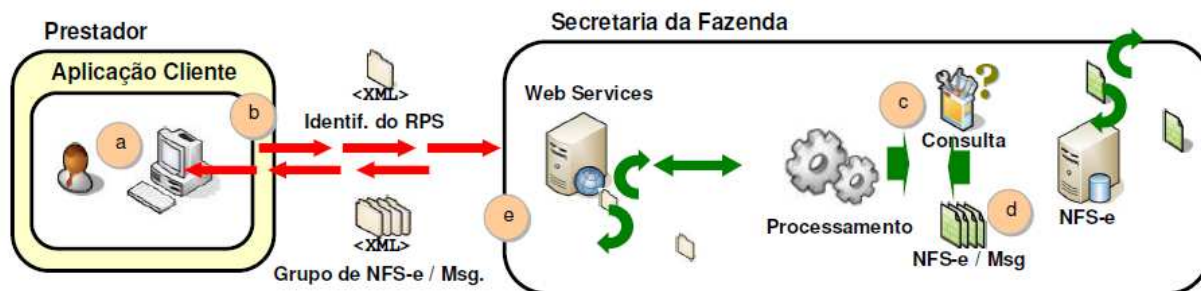 Prestador
Secretaria da Fazenda
Aplicação Cliente
a
b
<XML>
Identif. do RPS
<XML>
Grupo de NFS-e / Msg.
Web Services
e
Processamento
c
?
Consulta
d
NFS-e / Msg
NFS-e